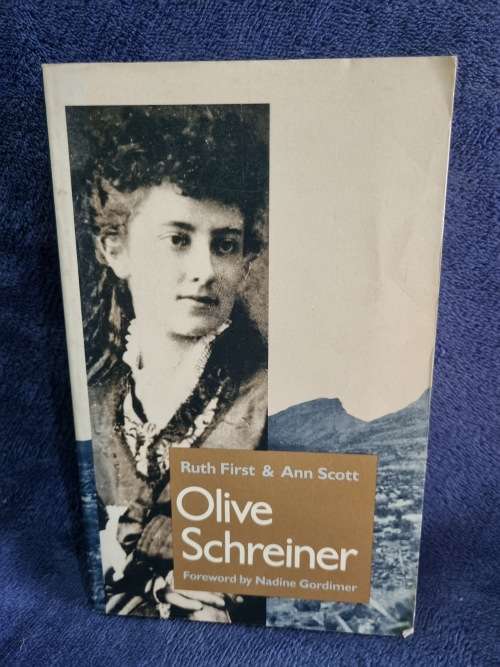 Ruth First & Ann Scott
Olive
Schreiner
Foreword by Nadine Gordimer